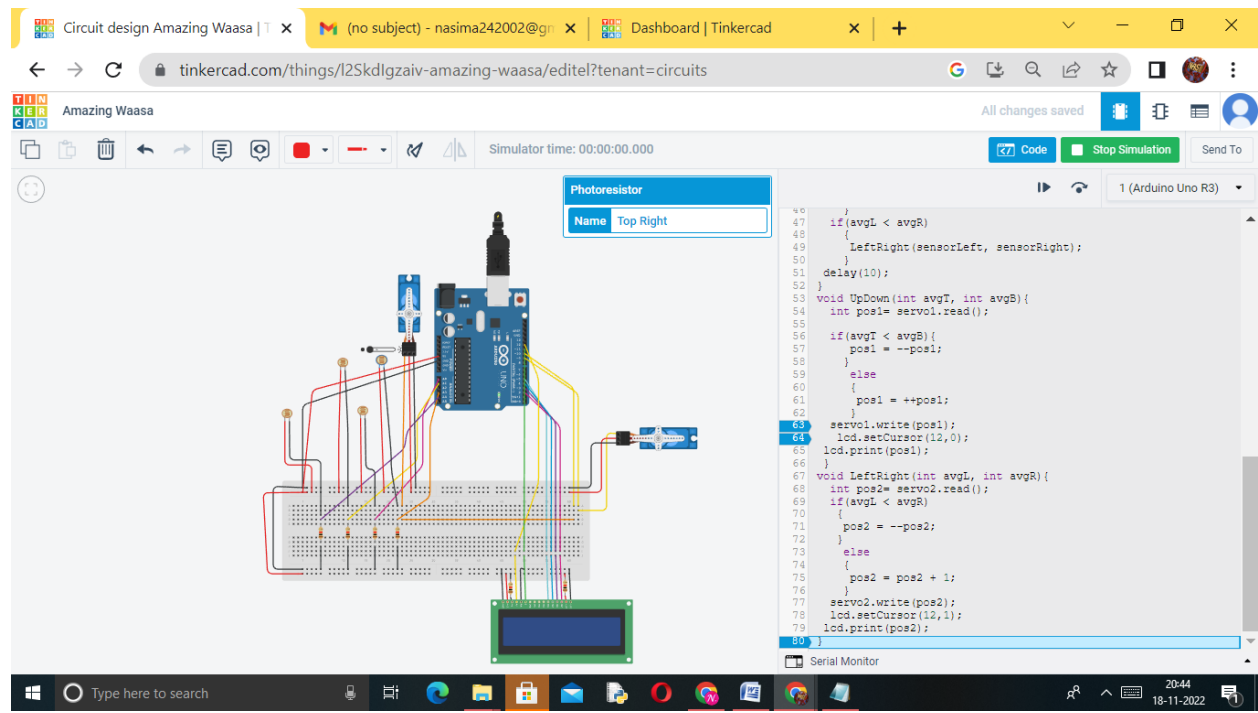 Circuit design Amazing Waasa | T
(no subject) - nasima242002@gm
Dashboard | Tinkercad
tinkercad.com/things/l2SkdIgzaiv-amazing-waasa/editel?tenant=circuits
TIN
KER
CAD
Amazing Waasa
All changes saved
Simulator time: 00:00:00.000
Code
Stop Simulation
Send To
Photoresistor
Name Top Right
1 (Arduino Uno R3)
46 }
47 if(avgL < avgR)
48 {
49 LeftRight(sensorLeft, sensorRight);
50 }
51 delay(10);
52 }
53 void UpDown(int avgT, int avgB){
54 int pos1= servo1.read();
55
56 if(avgT < avgB){
57 pos1 = --pos1;
58 }
59 else
60 {
61 pos1 = ++pos1;
62 }
63 servo1.write(pos1);
64 lcd.setCursor(12,0);
65 lcd.print(pos1);
66 }
67 void LeftRight(int avgL, int avgR){
68 int pos2= servo2.read();
69 if(avgL < avgR)
70 {
71 pos2 = --pos2;
72 }
73 else
74 {
75 pos2 = pos2 + 1;
76 }
77 servo2.write(pos2);
78 lcd.setCursor(12,1);
79 lcd.print(pos2);
80 }
UNO
Serial Monitor
Type here to search
20:44
18-11-2022
1